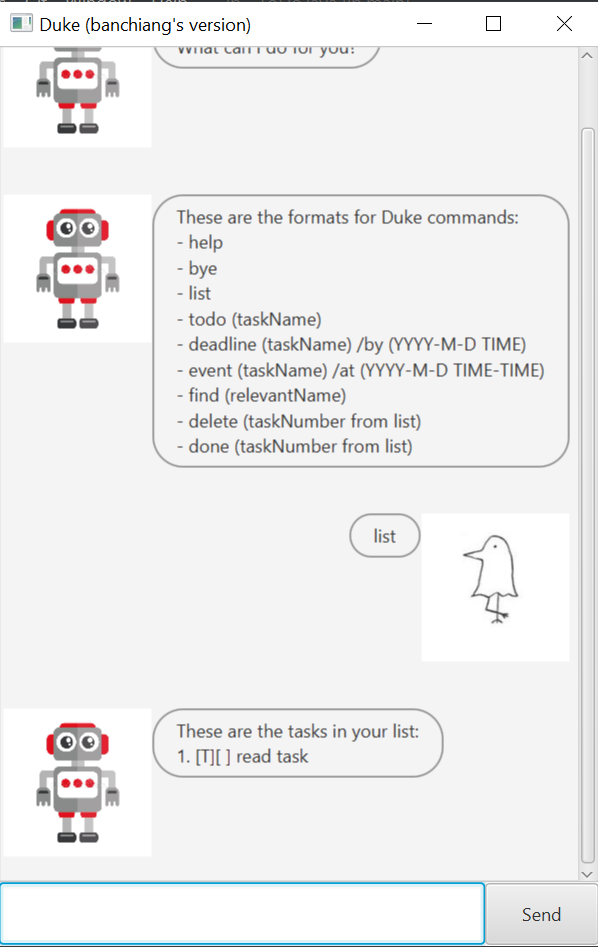 Duke (banchiang's version)
What can I do for you?
These are the formats for Duke commands:
- help
- bye
- list
- todo (taskName)
- deadline (taskName) /by (YYYY-M-D TIME)
- event (taskName) /at (YYYY-M-D TIME-TIME)
- find (relevantName)
- delete (taskNumber from list)
- done (taskNumber from list)
list
These are the tasks in your list:
1. [T][ ] read task
Send